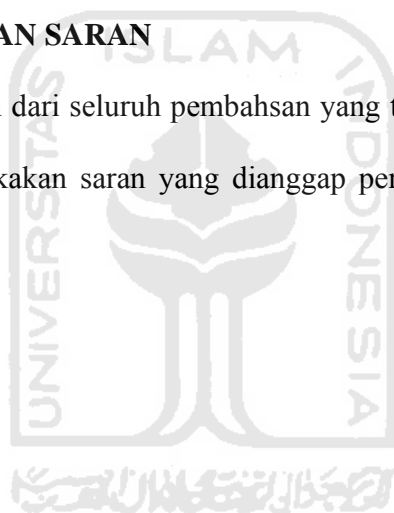 AN SARAN
ISLAM
dari seluruh pembahsan yang t
kakan saran yang dianggap per
UNIVERSITAS
INDONESIA